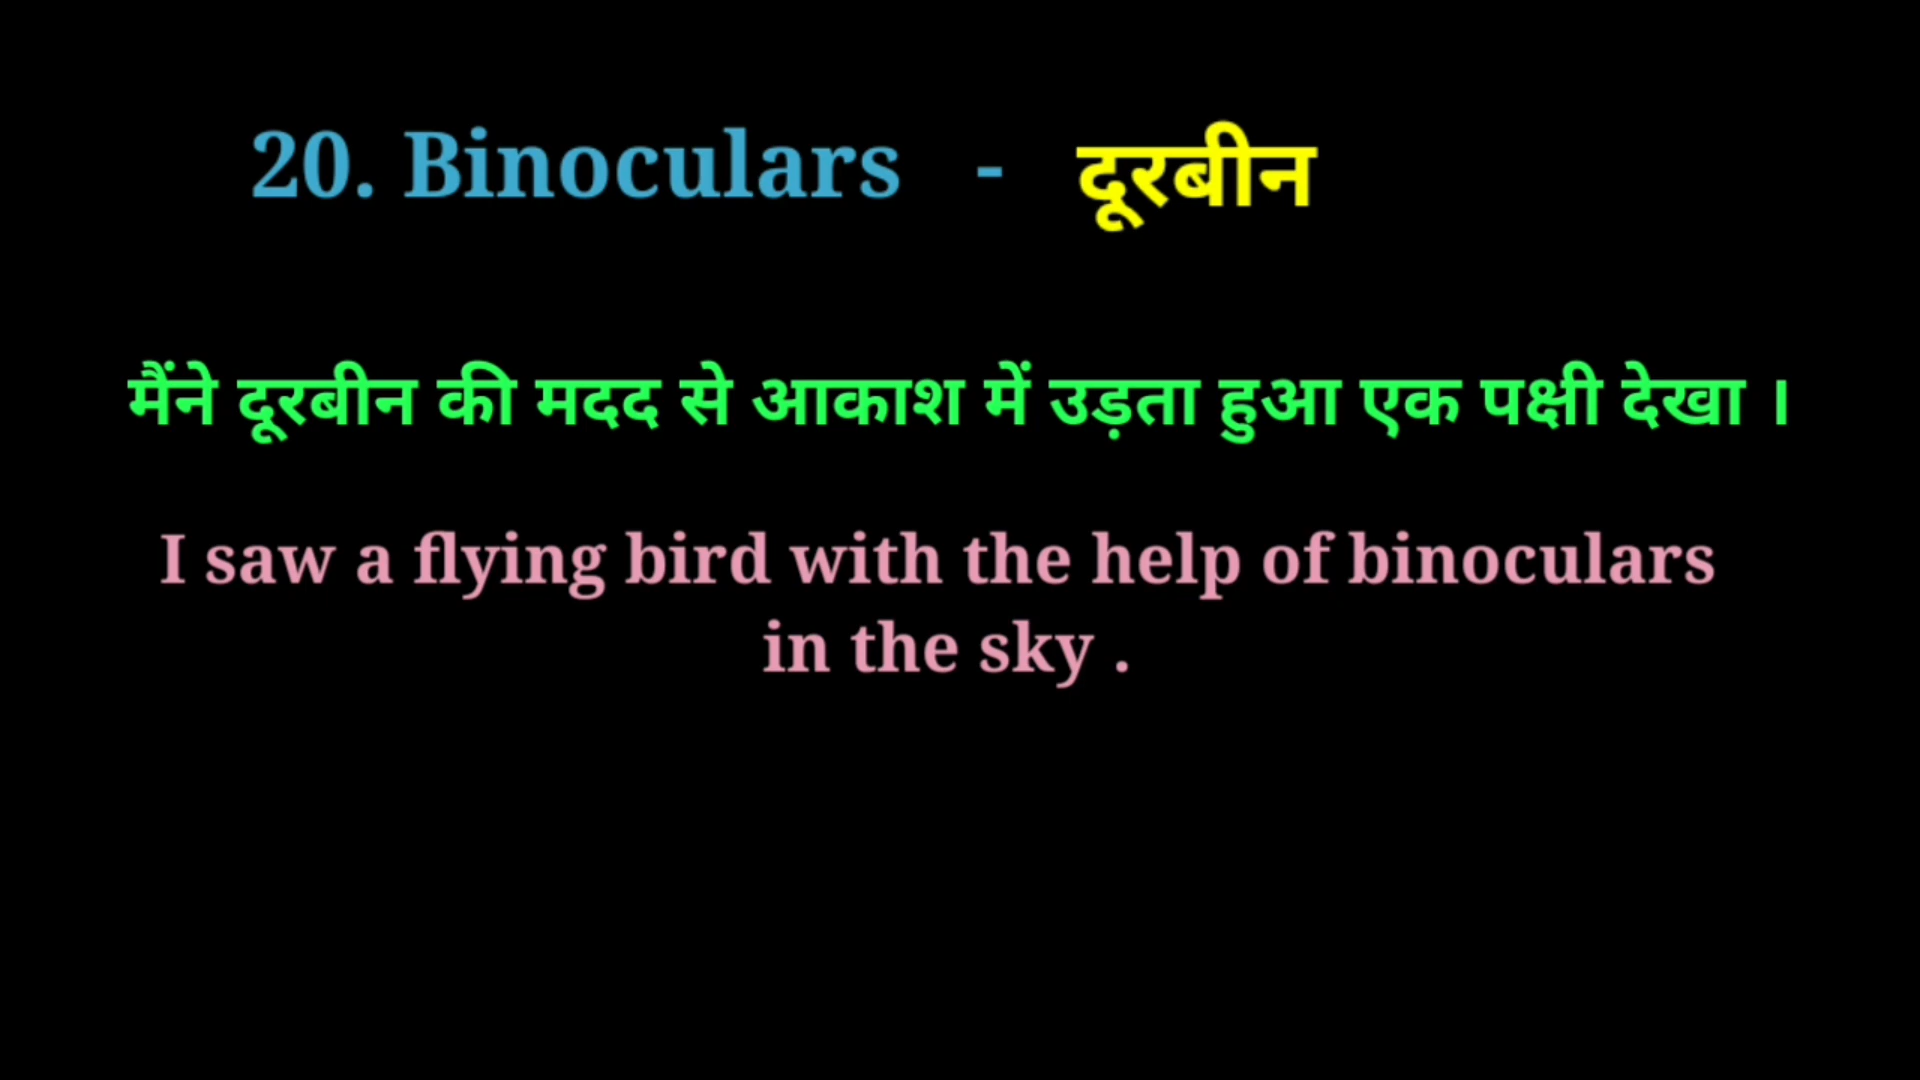 20. Binoculars - दूरबीन
मैंने दूरबीन की मदद से आकाश में उड़ता हुआ एक पक्षी देखा ।
I saw a flying bird with the help of binoculars
in the sky .